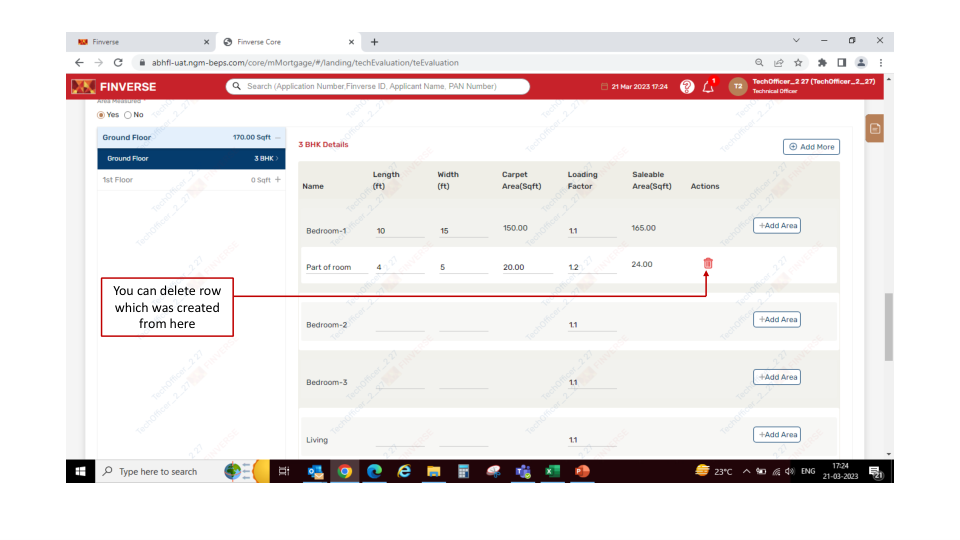 Finverse
Finverse Core
abhfl-uat.ngm-beps.com/core/mMortgage/#/landing/techEvaluation/teEvaluation
FINVERSE
Search (Application Number,Finverse ID, Applicant Name, PAN Number)
21 Mar 2023 17:24
1
T2
TechOfficer_2 27 (TechOfficer_2_27)
Technical Officer
Area Measured *
Yes
No
Ground Floor
170.00 Sqft
Ground Floor
3 BHK
1st Floor
0 Sqft +
3 BHK Details
Add More
Name
Length (ft)
Width (ft)
Carpet Area(Sqft)
Loading Factor
Saleable Area(Sqft)
Actions
Bedroom-1 10 15 150.00 1.1 165.00 +Add Area
Part of room 4 5 20.00 1.2 24.00
You can delete row
which was created
from here
Bedroom-2 1.1 +Add Area
Bedroom-3 1.1 +Add Area
Living 1.1 +Add Area
Type here to search
23°C
ENG
17:24
21-03-2023
21